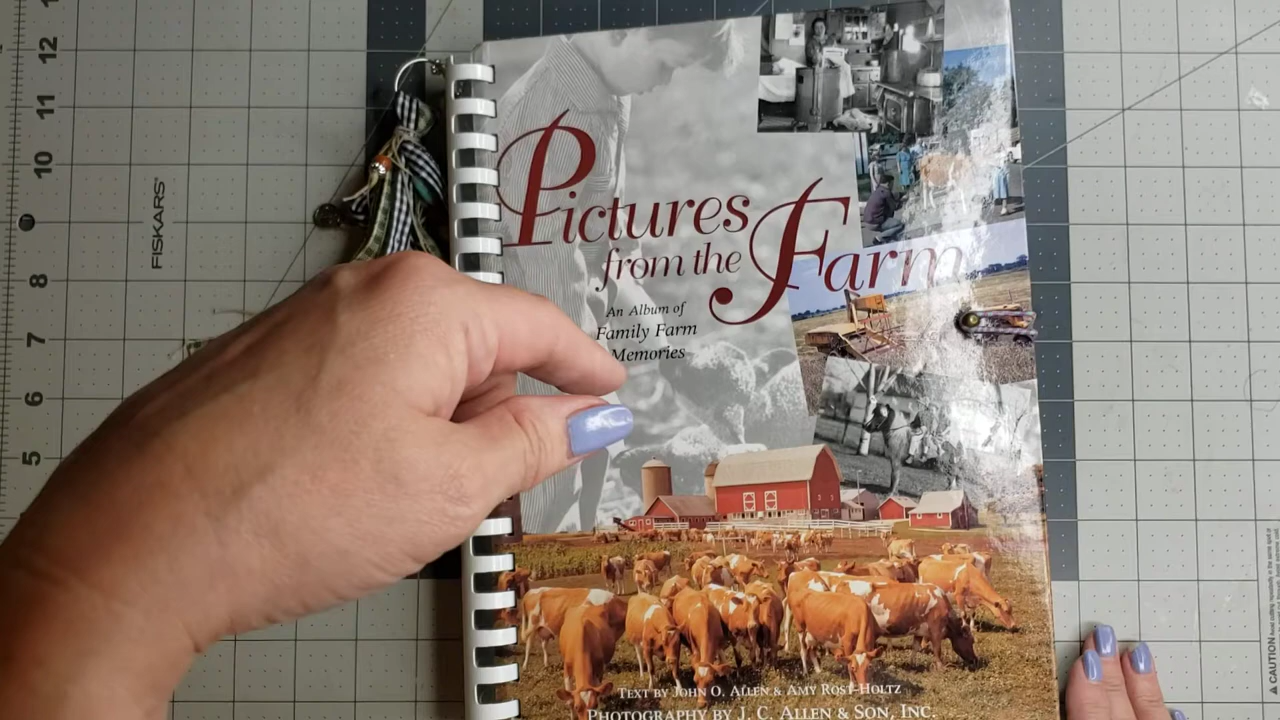 12
11
10
8
7
6
5
FISKARS
Pictures
from the Farm
An Album of
Family Farm
Memories
TEXT BY JOHN O. ALLEN & AMY ROST-HOLTZ
PHOTOGRAPHY BY J. C. ALLEN & SON, INC.
CAUTION